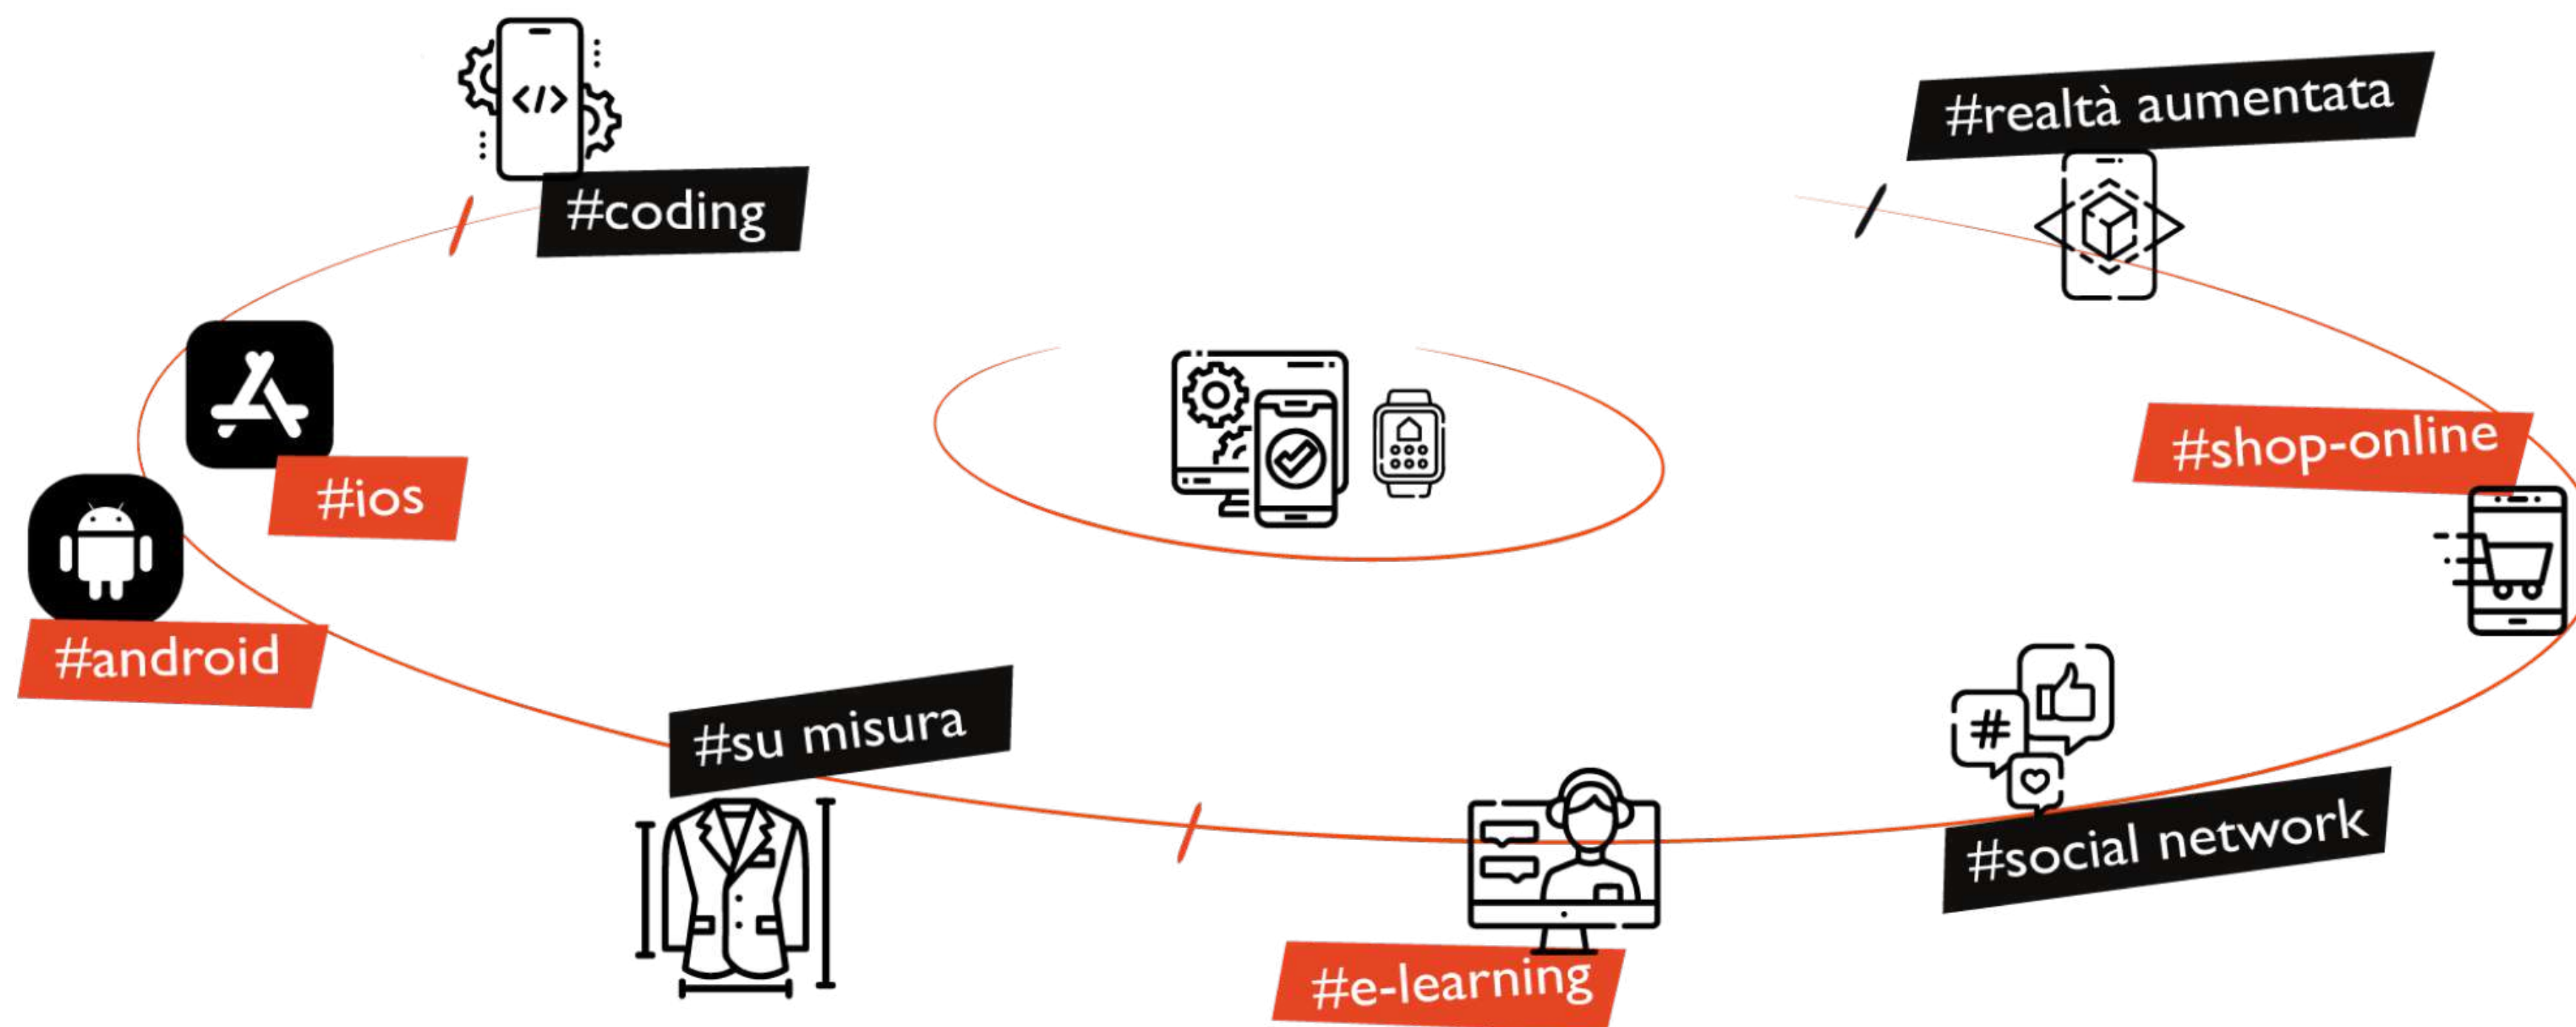 #coding
#realtà aumentata
#ios
#shop-online
#android
#su misura
#
#social network
#e-learning